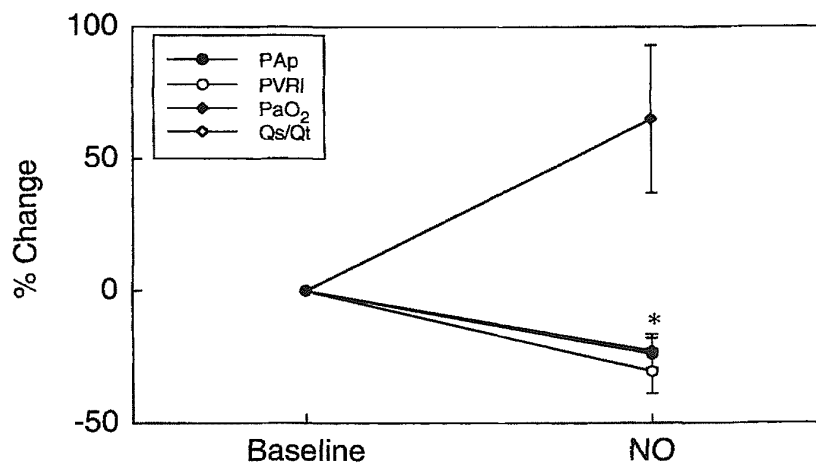 100
50
0
-50
% Change
PAp
PVRI
PaO₂
Qs/Qt
*
Baseline NO